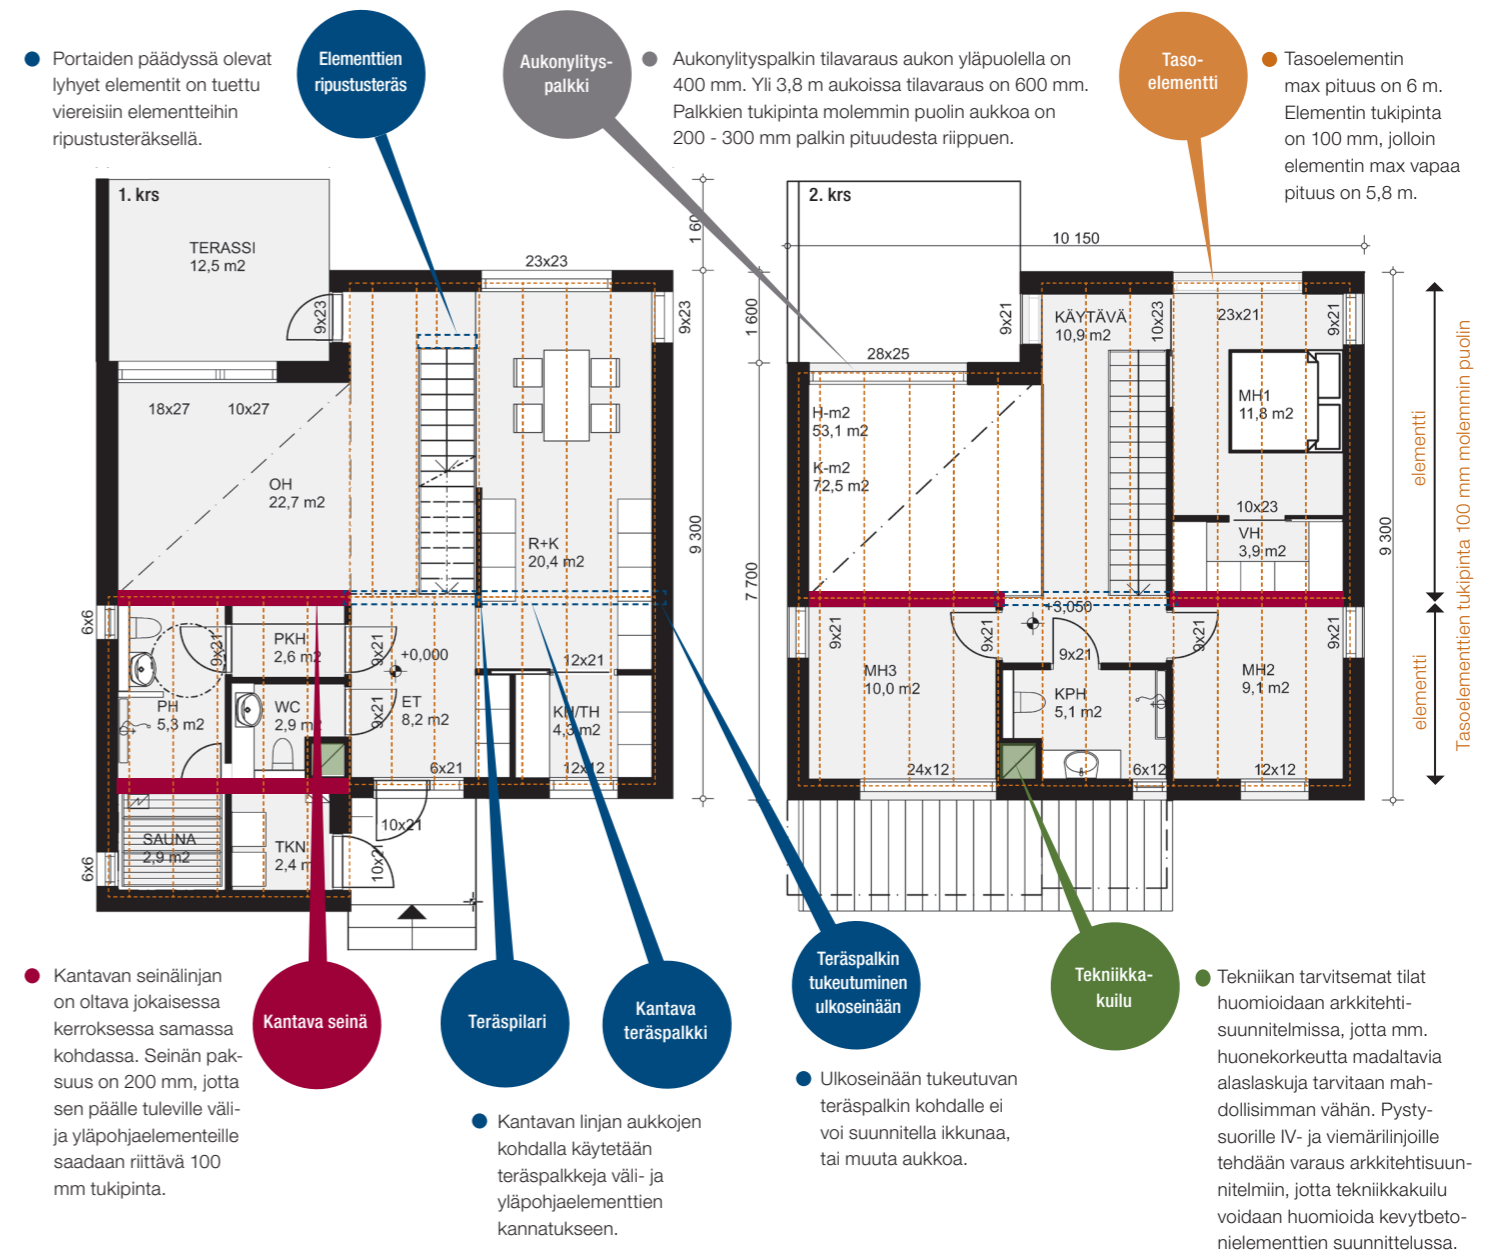 Portaiden päädyssä olevat
lyhyet elementit on tuettu
viereisiin elementteihin
ripustusteräksellä.
Elementtien
ripustusteräs
Aukonylitys-
palkki
Aukonylityspalkin tilavaraus aukon yläpuolella on
400 mm. Yli 3,8 m aukoissa tilavaraus on 600 mm.
Palkkien tukipinta molemmin puolin aukkoa on
200 - 300 mm palkin pituudesta riippuen.
Taso-
elementti
Tasoelementin
max pituus on 6 m.
Elementin tukipinta
on 100 mm, jolloin
elementin max vapaa
pituus on 5,8 m.
1. krs
TERASSI
12,5 m2
9x23
23x23
9x23
1 60
18x27
10x27
OH
22,7 m2
R+K
20,4 m2
9 300
6x6
9x21
PKH
2,6 m2
9x21
+0,000
12x21
PH
5,3 m2
WC
2,9 m2
9x21
ET
8,2 m2
KH/TH
4,3 m2
6x21
12x12
SAUNA
2,9 m2
TKN
2,4 m
10x21
10x21
6x6
2. krs
10 150
1 600
9x21
KÄYTÄVÄ
10,9 m2
10x23
23x21
9x21
28x25
H-m2
53,1 m2
K-m2
72,5 m2
MH1
11,8 m2
10x23
VH
3,9 m2
7 700
9 300
+3,050
9x21
9x21
9x21
9x21
9x21
MH3
10,0 m2
KPH
5,1 m2
MH2
9,1 m2
24x12
6x12
12x12
elementti
elementti
Tasoelementtien tukipinta 100 mm molemmin puolin
Kantavan seinälinjan
on oltava jokaisessa
kerroksessa samassa
kohdassa. Seinän pak-
suus on 200 mm, jotta
sen päälle tuleville väli-
ja yläpohjaelementeille
saadaan riittävä 100
mm tukipinta.
Kantava seinä
Teräspilari
Kantava
teräspalkki
Kantavan linjan aukkojen
kohdalla käytetään
teräspalkkeja väli- ja
yläpohjaelementtien
kannatukseen.
Teräspalkin
tukeutuminen
ulkoseinään
Ulkoseinään tukeutuvan
teräspalkin kohdalle ei
voi suunnitella ikkunaa,
tai muuta aukkoa.
Tekniikka-
kuilu
Tekniikan tarvitsemat tilat
huomioidaan arkkitehti-
suunnitelmissa, jotta mm.
huonekorkeutta madaltavia
alaslaskuja tarvitaan mah-
dollisimman vähän. Pysty-
suorille IV- ja viemärilinjoille
tehdään varaus arkkitehtisuun-
nitelmiin, jotta tekniikkakuilu
voidaan huomioida kevytbeto-
nielementtien suunnittelussa.